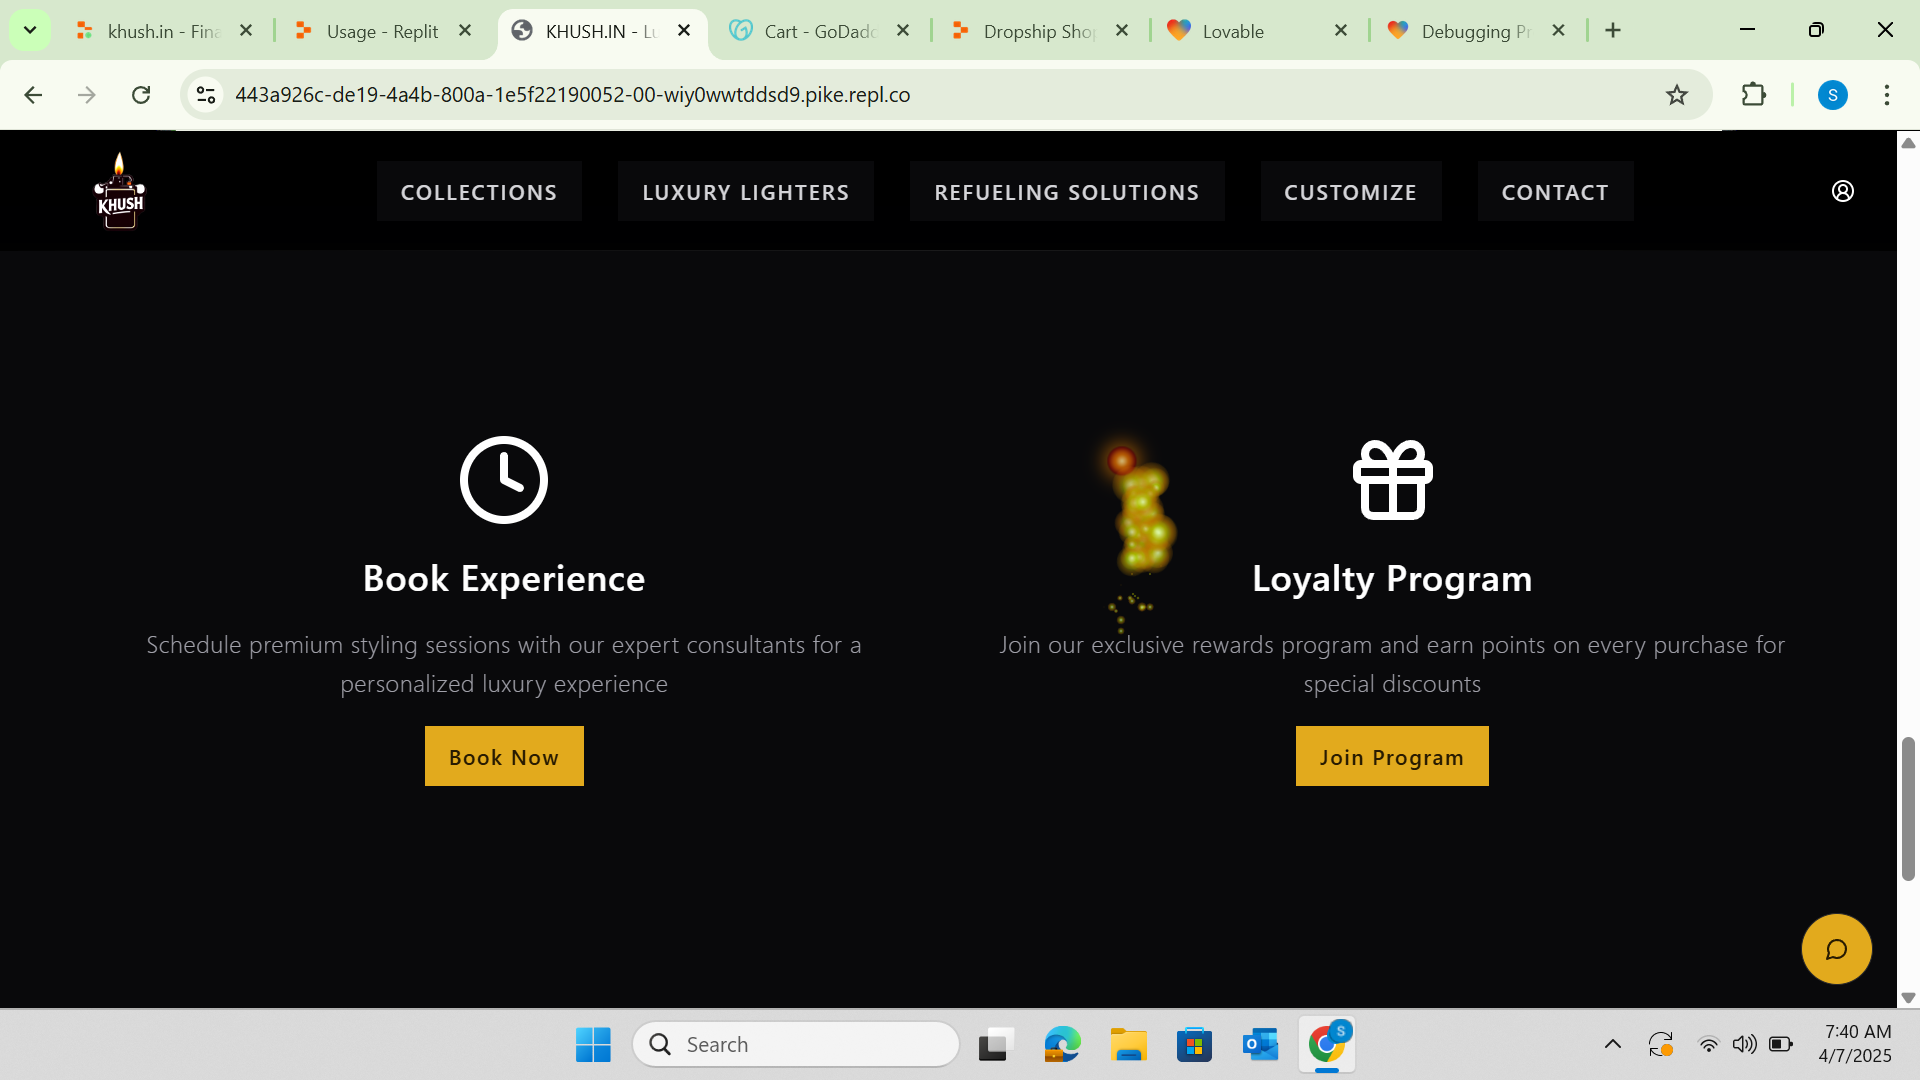 khush.in - Fina
Usage - Replit
KHUSH.IN - Lu
Cart - GoDadd
Dropship Shop
Lovable
Debugging Pr
443a926c-de19-4a4b-800a-1e5f22190052-00-wiy0wwtddsd9.pike.repl.co
S
KHUSH
COLLECTIONS
LUXURY LIGHTERS
REFUELING SOLUTIONS
CUSTOMIZE
CONTACT
Book Experience
Schedule premium styling sessions with our expert consultants for a
personalized luxury experience
Book Now
Loyalty Program
Join our exclusive rewards program and earn points on every purchase for
special discounts
Join Program
Search
S
7:40 AM
4/7/2025